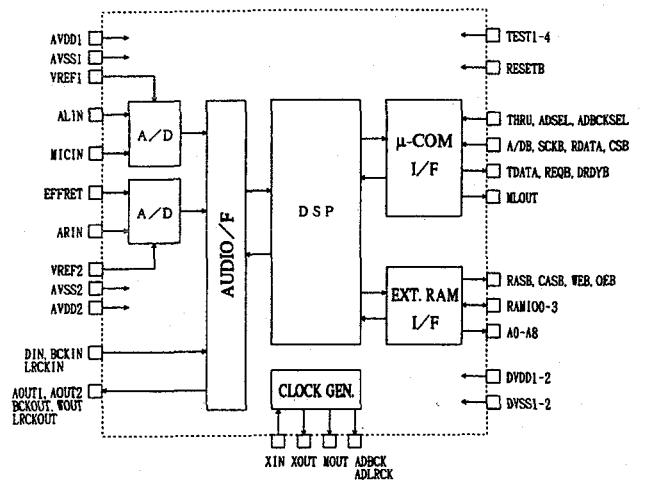 AVDD1
AVSS1
VREF1
AL1N
MICIN
EFFRET
ARIN
VREF2
AVSS2
AVDD2
DIN, BCKIN
LRCKIN
AOUT1, AOUT2
BCKOUT, WOUT
LRCKOUT
A/D
A/D
AUDIO/F
DSP
μ-COM
I/F
EXT. RAM
I/F
CLOCK GEN.
TEST1-4
RESETB
THRU, ADSEL, ADBCKSEL
A/DB, SCKB, RDATA, CSB
TDATA, REQB, DRDYB
MLOUT
RASB, CASB, WEB, OEB
RAMIO0-3
A0-A8
DVDD1-2
DVSS1-2
XIN XOUT MOUT ADBCK
ADLRCK